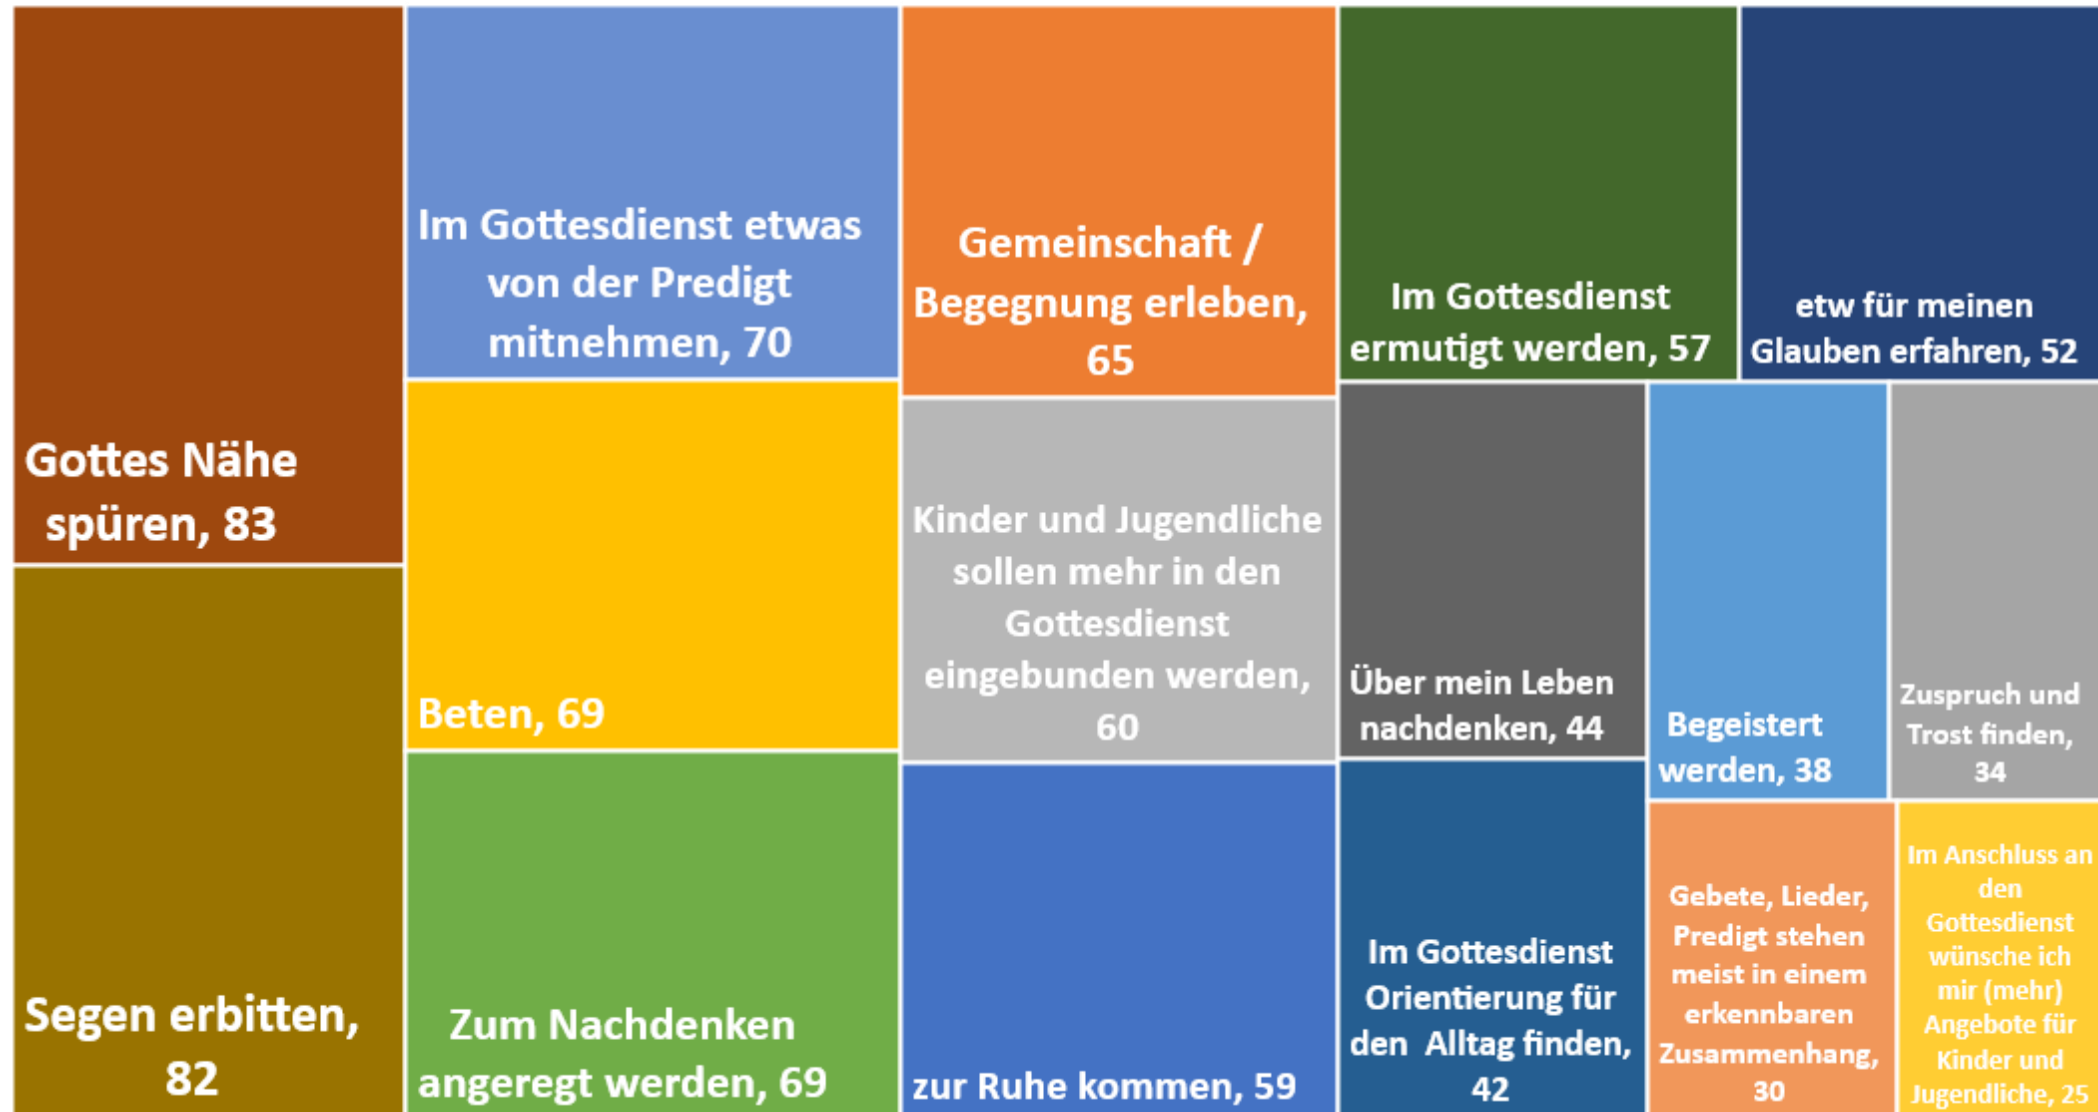 Gottes Nähe
spüren, 83
Segen erbitten,
82
Im Gottesdienst etwas
von der Predigt
mitnehmen, 70
Beten, 69
Zum Nachdenken
angeregt werden, 69
Gemeinschaft /
Begegnung erleben,
65
Kinder und Jugendliche
sollen mehr in den
Gottesdienst
eingebunden werden,
60
zur Ruhe kommen, 59
Im Gottesdienst
ermutigt werden, 57
etw für meinen
Glauben erfahren, 52
Über mein Leben
nachdenken, 44
Im Gottesdienst
Orientierung für
den  Alltag finden,
42
Begeistert
werden, 38
Zuspruch und
Trost finden,
34
Gebete, Lieder,
Predigt stehen
meist in einem
erkennbaren
Zusammenhang,
30
Im Anschluss an
den
Gottesdienst
wünsche ich
mir (mehr)
Angebote für
Kinder und
Jugendliche, 25